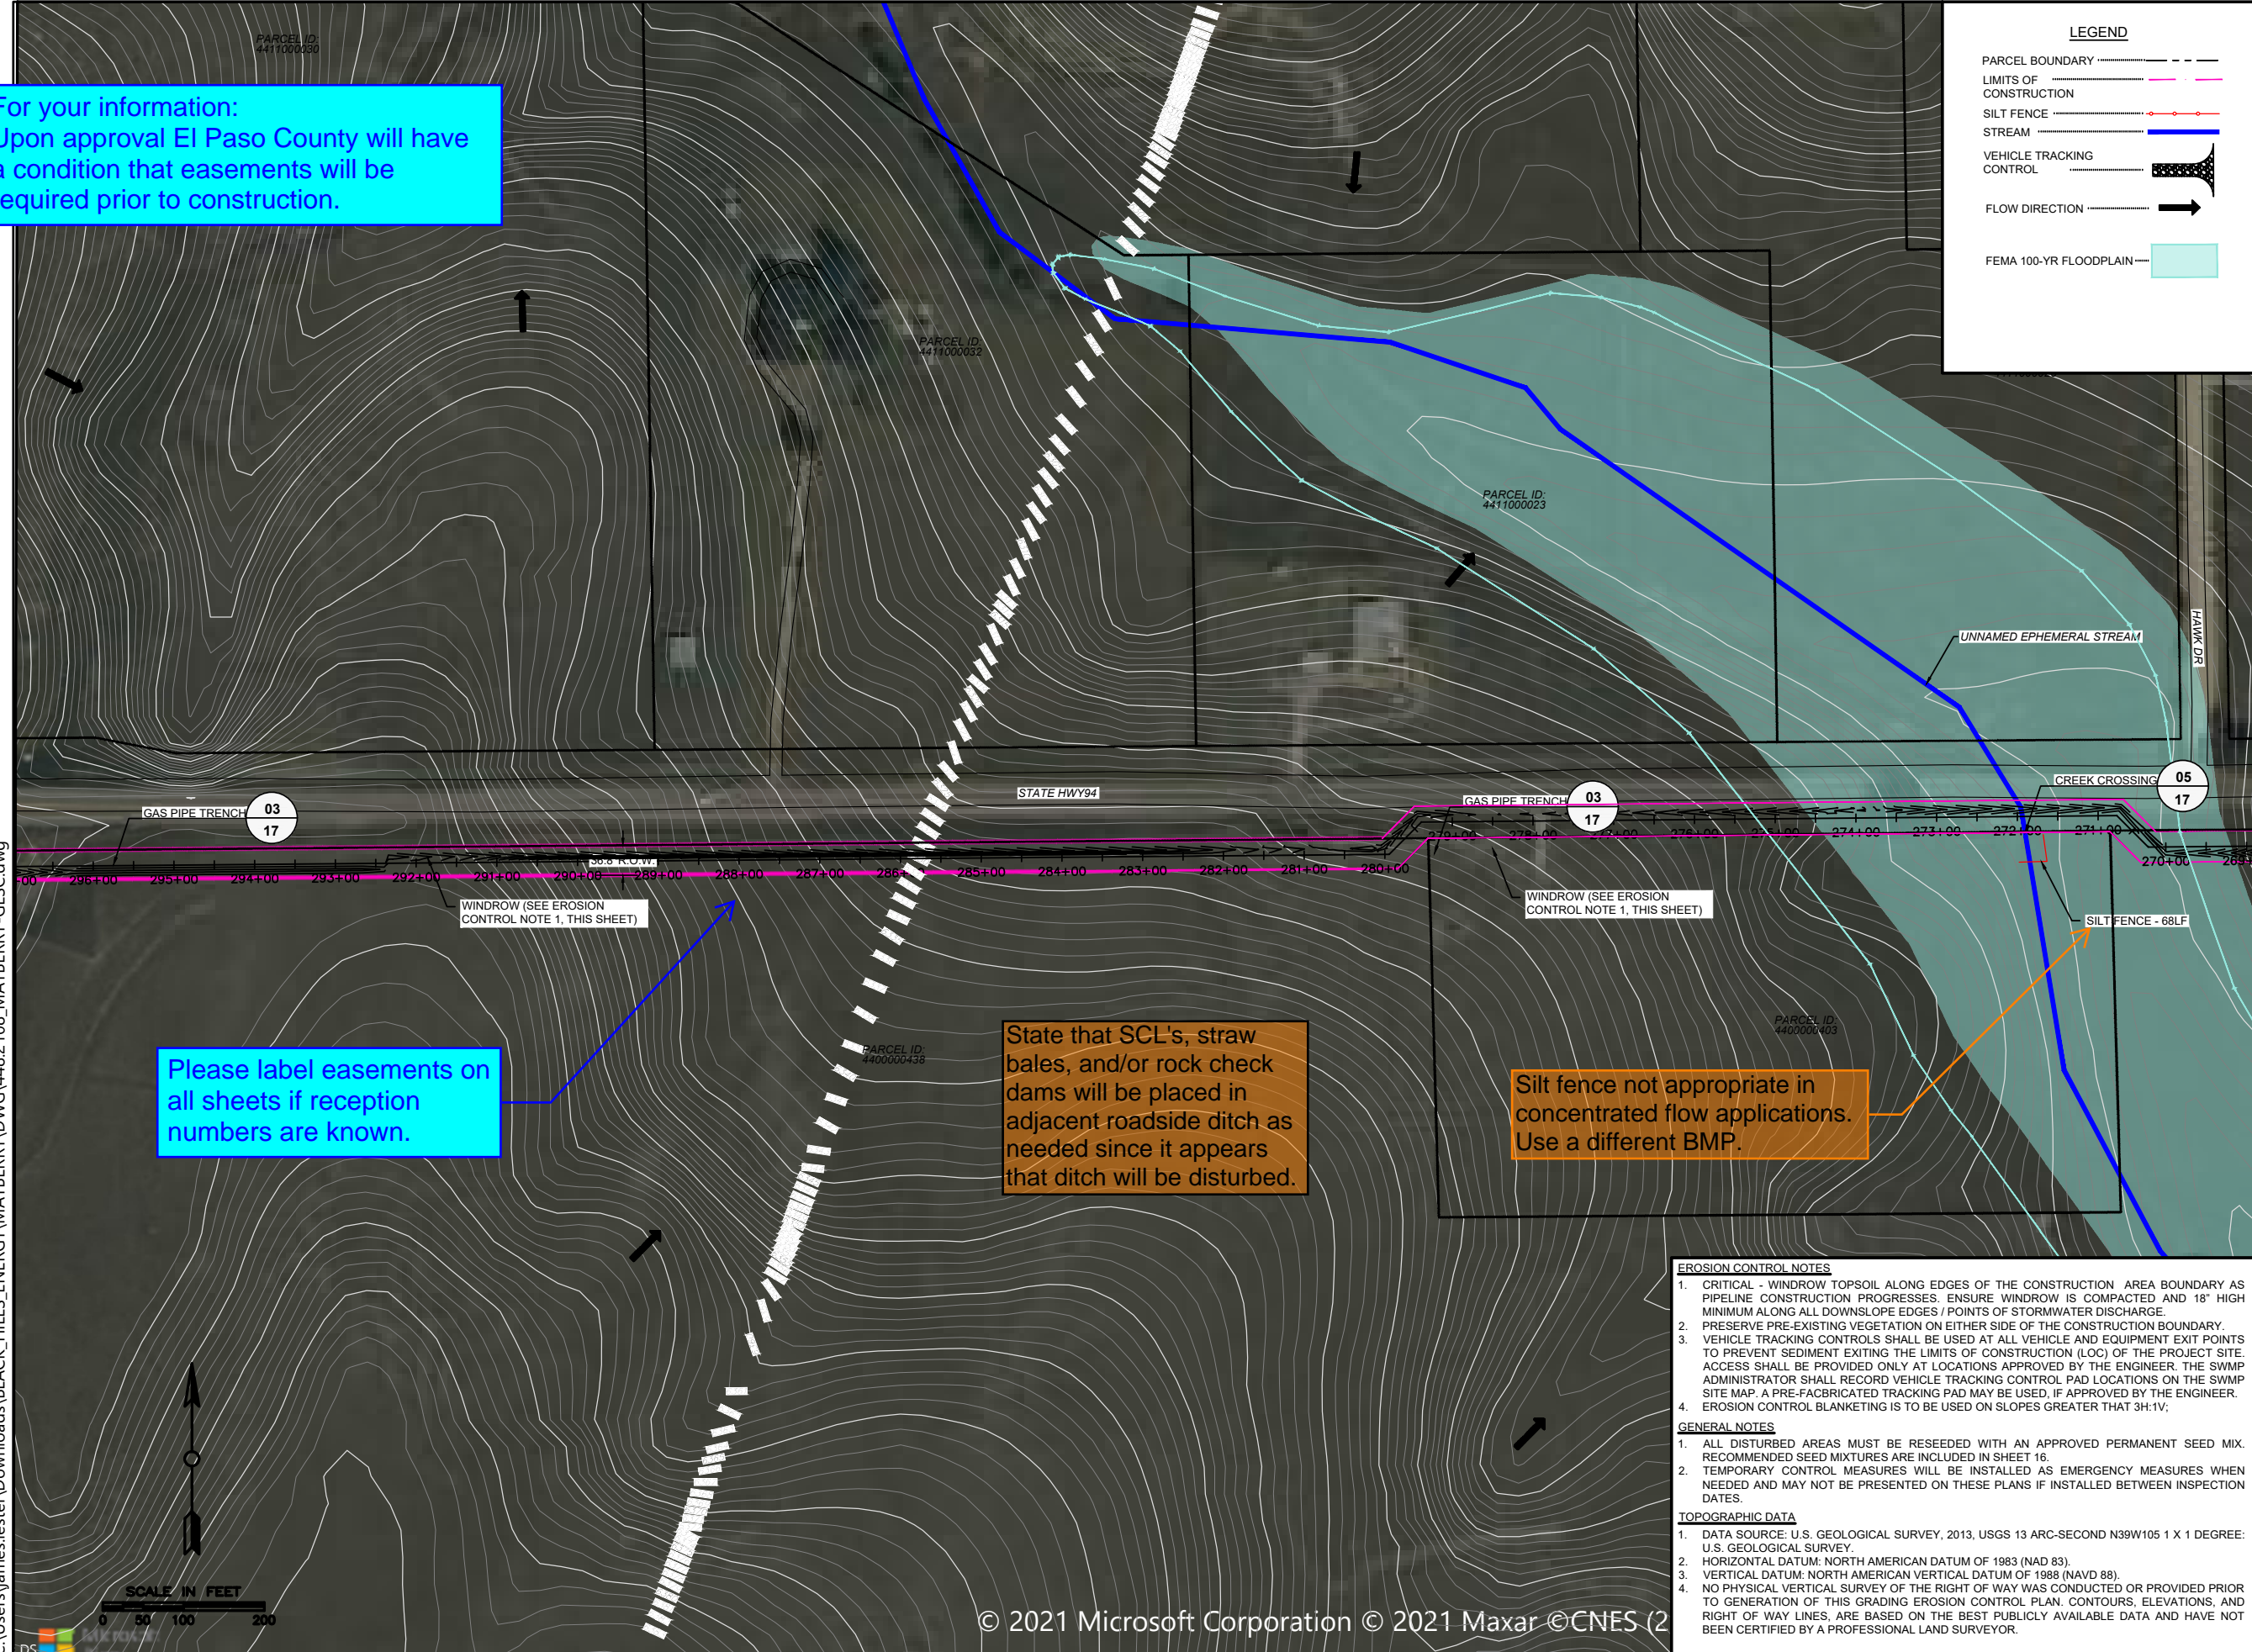 PARCEL ID:
4411000030
LEGEND
PARCEL BOUNDARY
LIMITS OF
CONSTRUCTION
SILT FENCE
STREAM
VEHICLE TRACKING
CONTROL
FLOW DIRECTION
FEMA 100-YR FLOODPLAIN
For your information:
Upon approval El Paso County will have
a condition that easements will be
required prior to construction.
PARCEL ID:
4411000032
PARCEL ID:
4411000023
UNNAMED EPHEMERAL STREAM
HAWK DR
STATE HWY94
GAS PIPE TRENCH
03
17
GAS PIPE TRENCH
03
17
CREEK CROSSING
05
17
36.8' R.O.W.
296+00
295+00
294+00
293+00
292+00
291+00
290+00
289+00
288+00
287+00
286+00
285+00
284+00
283+00
282+00
281+00
280+00
279+00
278+00
277+00
276+00
275+00
274+00
273+00
272+00
271+00
270+00
WINDROW (SEE EROSION
CONTROL NOTE 1, THIS SHEET)
WINDROW (SEE EROSION
CONTROL NOTE 1, THIS SHEET)
SILT FENCE - 68LF
PARCEL ID:
4400000438
PARCEL ID:
4400000403
Please label easements on
all sheets if reception
numbers are known.
State that SCL's, straw
bales, and/or rock check
dams will be placed in
adjacent roadside ditch as
needed since it appears
that ditch will be disturbed.
Silt fence not appropriate in
concentrated flow applications.
Use a different BMP.
EROSION CONTROL NOTES
1. CRITICAL - WINDROW TOPSOIL ALONG EDGES OF THE CONSTRUCTION AREA BOUNDARY AS
PIPELINE CONSTRUCTION PROGRESSES. ENSURE WINDROW IS COMPACTED AND 18" HIGH
MINIMUM ALONG ALL DOWNSLOPE EDGES / POINTS OF STORMWATER DISCHARGE.
2. PRESERVE PRE-EXISTING VEGETATION ON EITHER SIDE OF THE CONSTRUCTION BOUNDARY.
3. VEHICLE TRACKING CONTROLS SHALL BE USED AT ALL VEHICLE AND EQUIPMENT EXIT POINTS
TO PREVENT SEDIMENT EXITING THE LIMITS OF CONSTRUCTION (LOC) OF THE PROJECT SITE.
ACCESS SHALL BE PROVIDED ONLY AT LOCATIONS APPROVED BY THE ENGINEER. THE SWMP
ADMINISTRATOR SHALL RECORD VEHICLE TRACKING CONTROL PAD LOCATIONS ON THE SWMP
SITE MAP. A PRE-FACBRICATED TRACKING PAD MAY BE USED, IF APPROVED BY THE ENGINEER.
4. EROSION CONTROL BLANKETING IS TO BE USED ON SLOPES GREATER THAT 3H:1V;
GENERAL NOTES
1. ALL DISTURBED AREAS MUST BE RESEEDED WITH AN APPROVED PERMANENT SEED MIX.
RECOMMENDED SEED MIXTURES ARE INCLUDED IN SHEET 16.
2. TEMPORARY CONTROL MEASURES WILL BE INSTALLED AS EMERGENCY MEASURES WHEN
NEEDED AND MAY NOT BE PRESENTED ON THESE PLANS IF INSTALLED BETWEEN INSPECTION
DATES.
TOPOGRAPHIC DATA
1. DATA SOURCE: U.S. GEOLOGICAL SURVEY, 2013, USGS 13 ARC-SECOND N39W105 1 X 1 DEGREE:
U.S. GEOLOGICAL SURVEY.
2. HORIZONTAL DATUM: NORTH AMERICAN DATUM OF 1983 (NAD 83).
3. VERTICAL DATUM: NORTH AMERICAN VERTICAL DATUM OF 1988 (NAVD 88).
4. NO PHYSICAL VERTICAL SURVEY OF THE RIGHT OF WAY WAS CONDUCTED OR PROVIDED PRIOR
TO GENERATION OF THIS GRADING EROSION CONTROL PLAN. CONTOURS, ELEVATIONS, AND
RIGHT OF WAY LINES, ARE BASED ON THE BEST PUBLICLY AVAILABLE DATA AND HAVE NOT
BEEN CERTIFIED BY A PROFESSIONAL LAND SURVEYOR.
SCALE IN FEET
0 50 100 200
Microsoft
© 2021 Microsoft Corporation © 2021 Maxar ©CNES (2